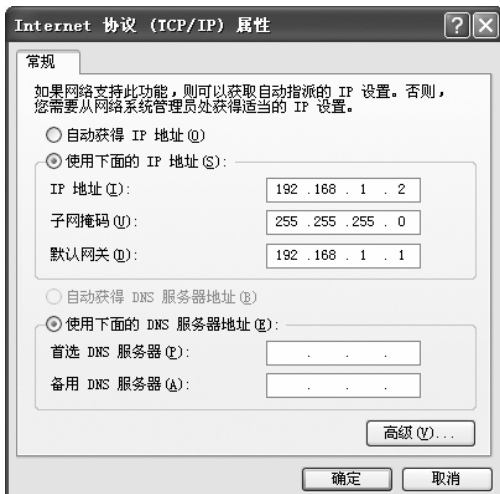 Internet 协议 (TCP/IP) 属性
常规
如果网络支持此功能，则可以获取自动指派的 IP 设置。否则，
您需要从网络系统管理员处获得适当的 IP 设置。
自动获得 IP 地址(O)
使用下面的 IP 地址(S):
IP 地址(I): 192 .168 . 1 . 2
子网掩码(U): 255 .255 .255 . 0
默认网关(D): 192 .168 . 1 . 1
自动获得 DNS 服务器地址(B)
使用下面的 DNS 服务器地址(E):
首选 DNS 服务器(P): . . .
备用 DNS 服务器(A): . . .
高级(V)...
确定 取消